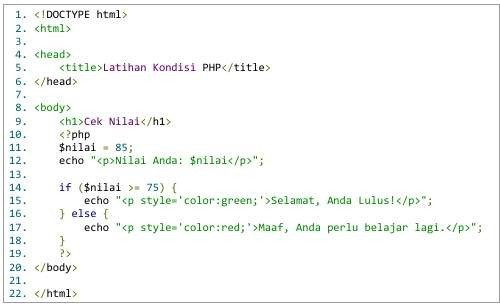 1. <!DOCTYPE html>
2. <html>
3.
4. <head>
5.     <title>Latihan Kondisi PHP</title>
6. </head>
7.
8. <body>
9.     <h1>Cek Nilai</h1>
10.     <?php
11.     $nilai = 85;
12.     echo "<p>Nilai Anda: $nilai</p>";
13.
14.     if ($nilai >= 75) {
15.         echo "<p style='color:green;'>Selamat, Anda Lulus!</p>";
16.     } else {
17.         echo "<p style='color:red;'>Maaf, Anda perlu belajar lagi.</p>";
18.     }
19.     ?>
20. </body>
21.
22. </html>